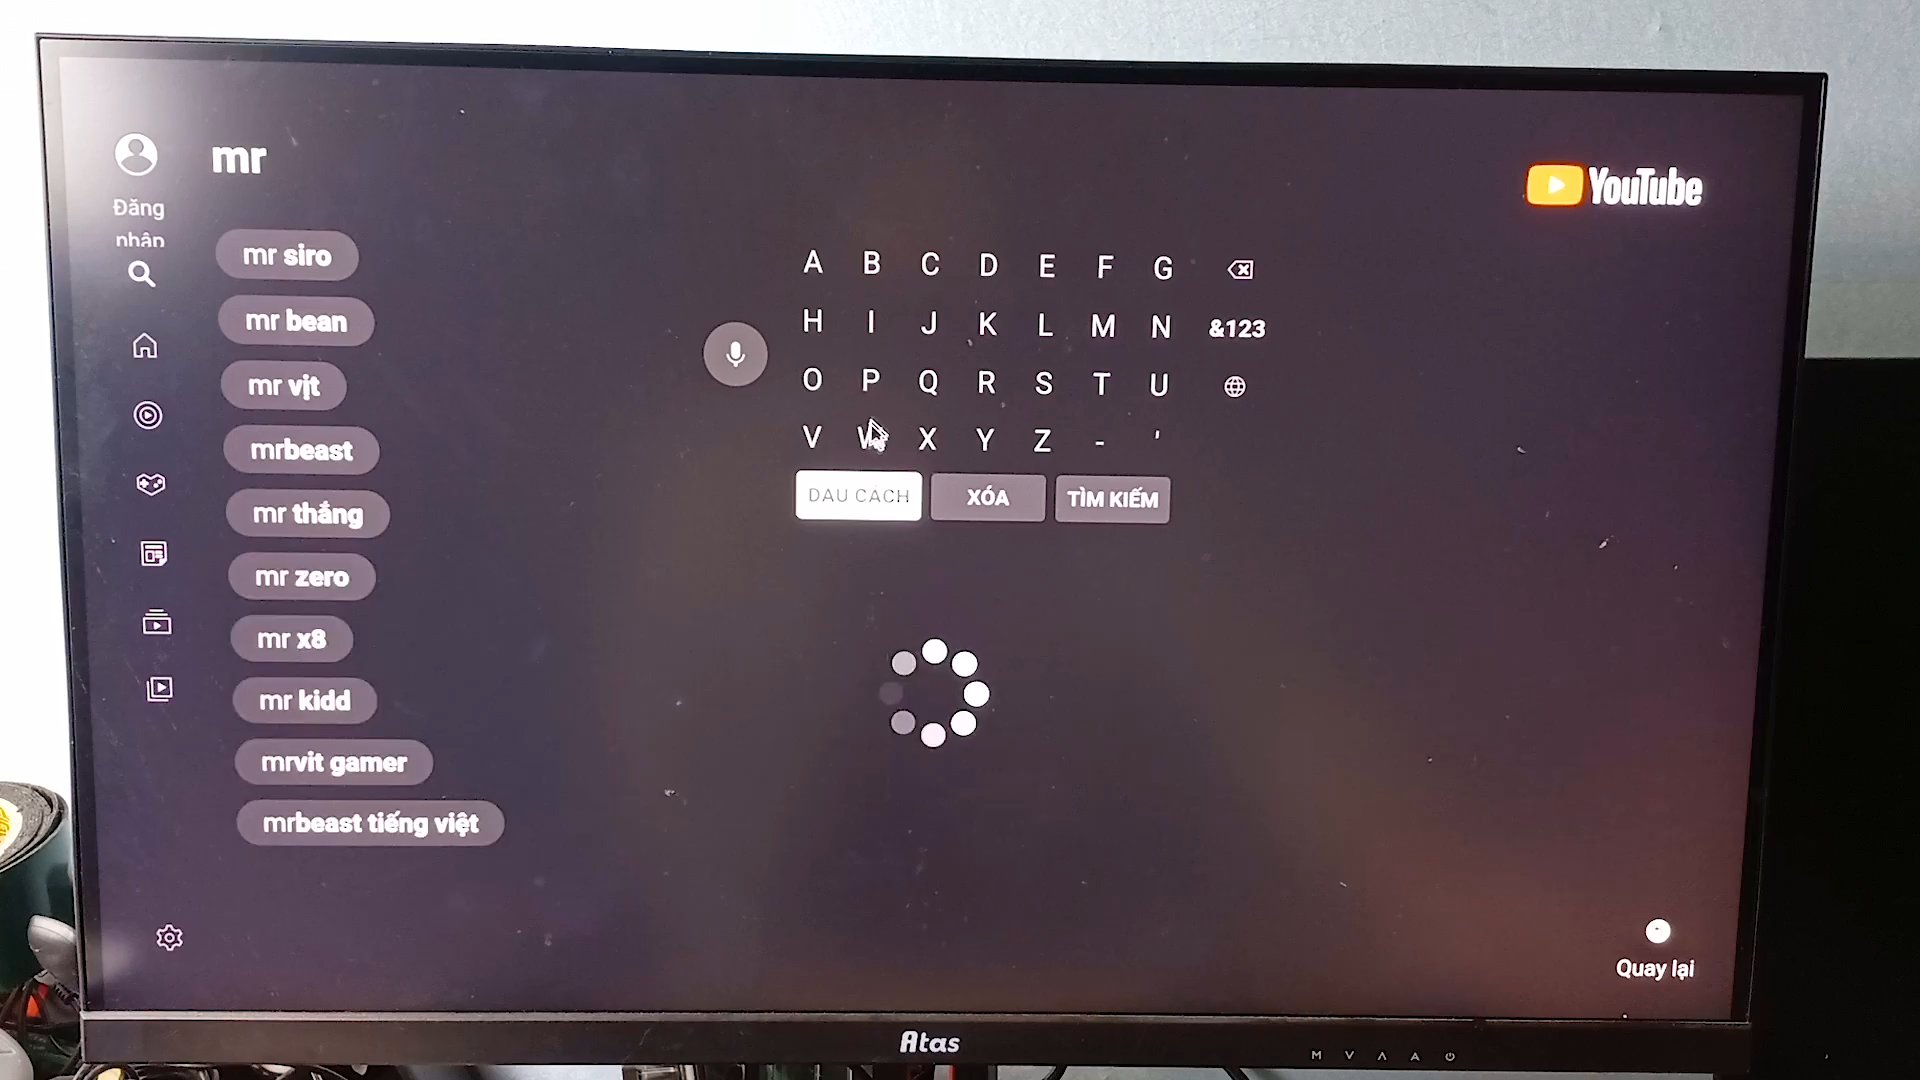 mr
YouTube
Đăng
nhập
mr siro
mr bean
mr vịt
mrbeast
mr thắng
mr zero
mr x8
mr kidd
mrvit gamer
mrbeast tiếng việt
A B C D E F G
H I J K L M N &123
O P Q R S T U
V W X Y Z - '
DẤU CÁCH XÓA TÌM KIẾM
Quay lại
Atas
M V Λ A